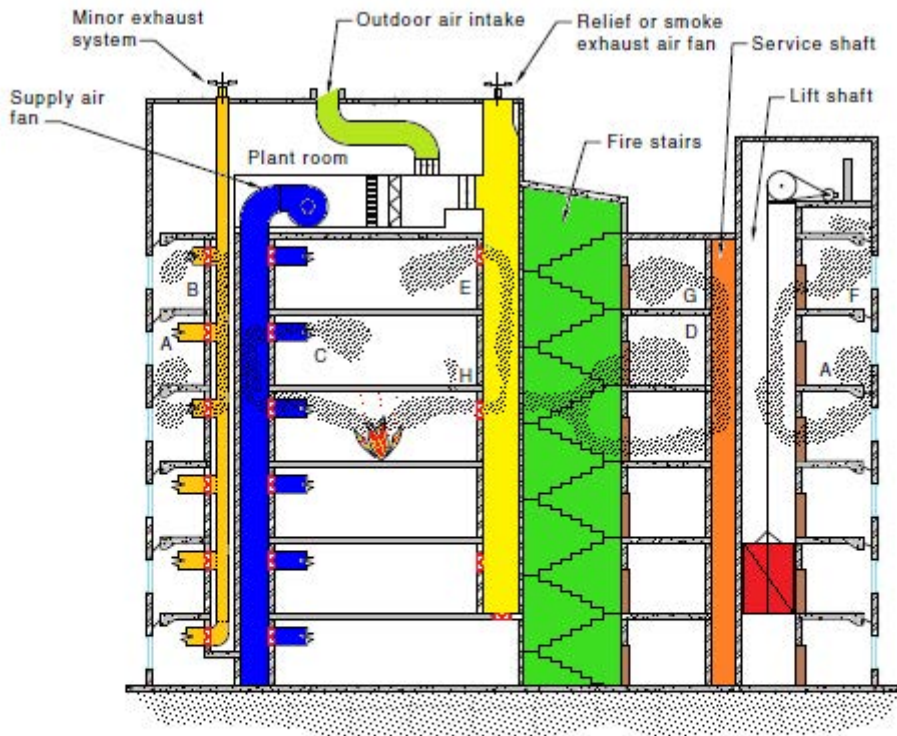 Minor exhaust
system
Outdoor air intake
Relief or smoke
exhaust air fan
Service shaft
Supply air
fan
Lift shaft
Plant room
Fire stairs
B
E
G
F
A
C
D
H
A